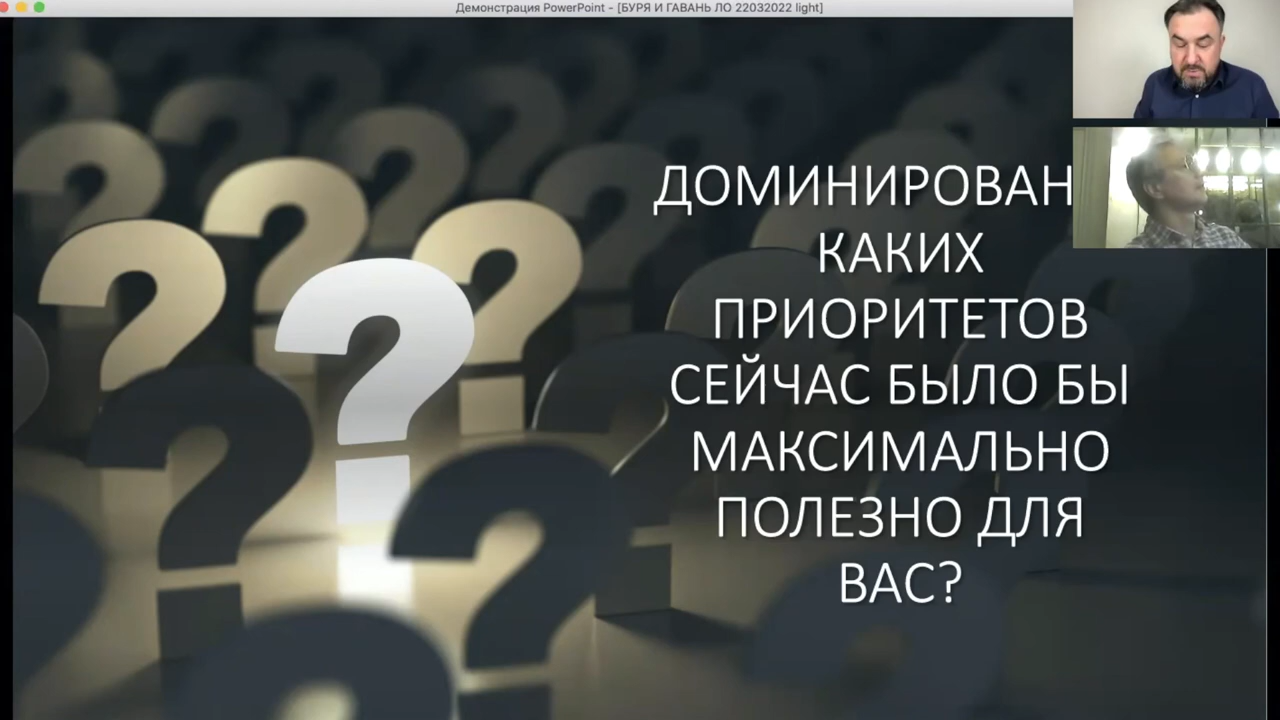 Демонстрация PowerPoint - [БУРЯ И ГАВАНЬ ЛО 22032022 light]
ДОМИНИРОВАН
КАКИХ
ПРИОРИТЕТОВ
СЕЙЧАС БЫЛО БЫ
МАКСИМАЛЬНО
ПОЛЕЗНО ДЛЯ
ВАС?